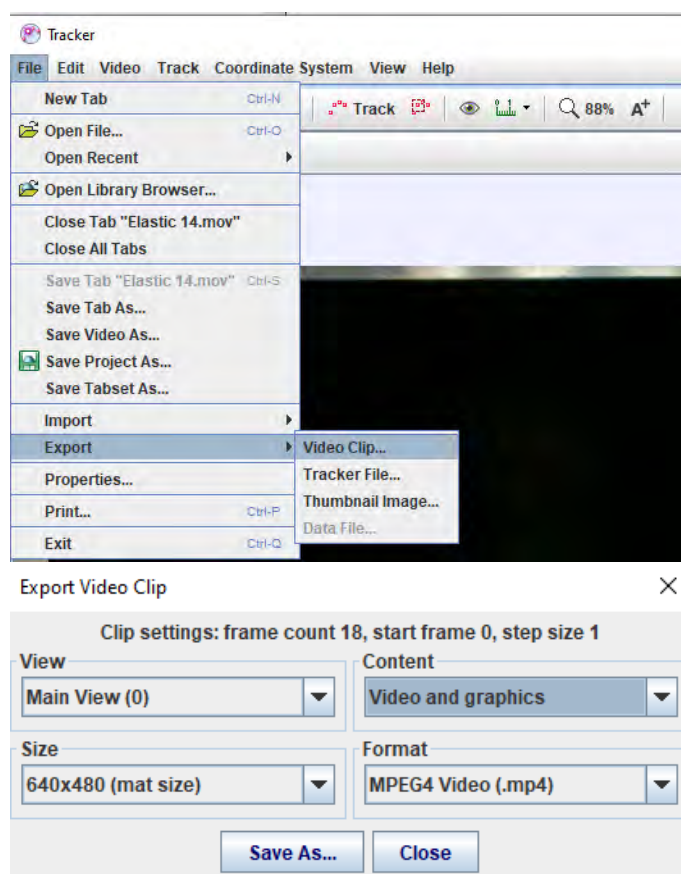 Tracker
File Edit Video Track Coordinate System View Help
New Tab Ctrl-N
Track 88% A+
Open File... Ctrl-O
Open Recent
Open Library Browser...
Close Tab "Elastic 14.mov"
Close All Tabs
Save Tab "Elastic 14.mov" Ctrl-S
Save Tab As...
Save Video As...
Save Project As...
Save Tabset As...
Import
Export
Video Clip...
Properties...
Tracker File...
Thumbnail Image...
Print... Ctrl-P
Data File...
Exit Ctrl-Q
Export Video Clip
Clip settings: frame count 18, start frame 0, step size 1
View Content
Main View (0) Video and graphics
Size Format
640x480 (mat size) MPEG4 Video (.mp4)
Save As... Close